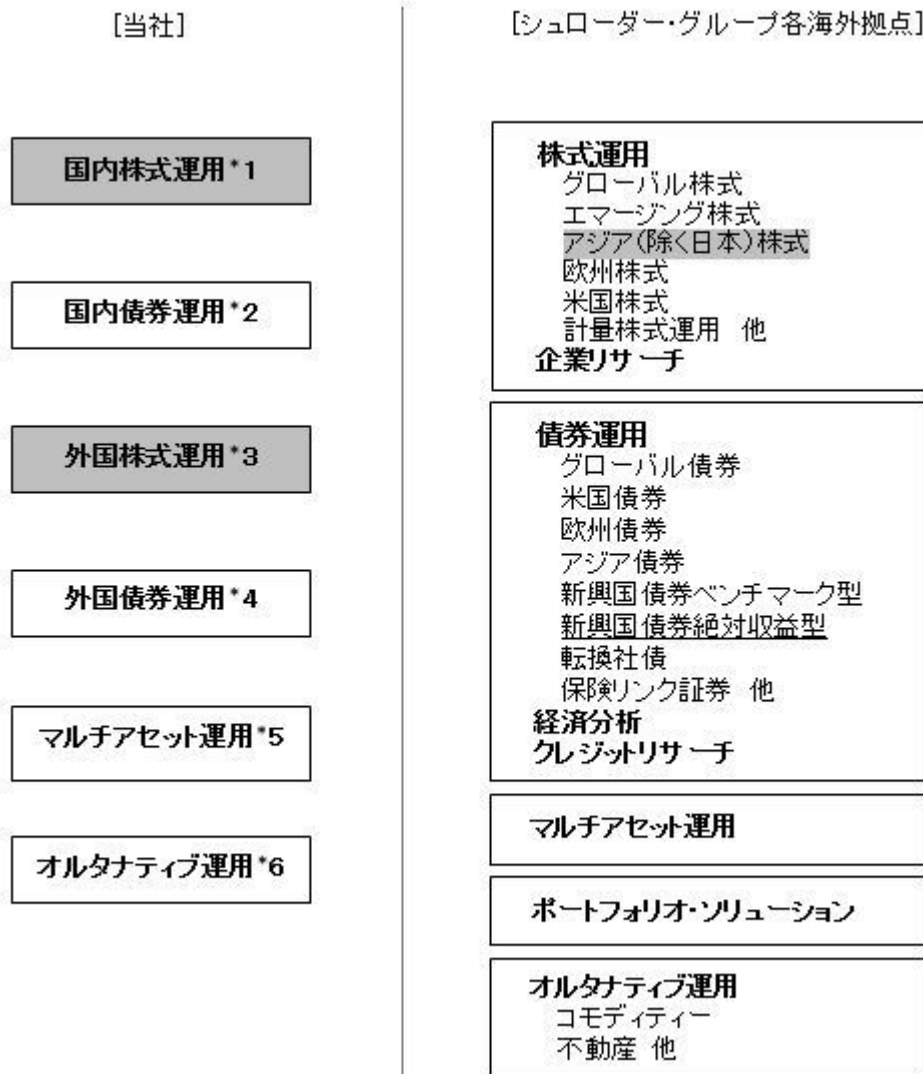 [当社]
国内株式運用*1
国内債券運用*2
外国株式運用*3
外国債券運用*4
マルチアセット運用*5
オルタナティブ運用*6
[シュローダー・グループ各海外拠点]
株式運用
グローバル株式
エマージング株式
アジア(除く日本)株式
欧州株式
米国株式
計量株式運用 他
企業リサーチ
債券運用
グローバル債券
米国債券
欧州債券
アジア債券
新興国債券ベンチマーク型
新興国債券絶対収益型
転換社債
保険リンク証券 他
経済分析
クレジットリサーチ
マルチアセット運用
ポートフォリオ・ソリューション
オルタナティブ運用
コモディティー
不動産 他